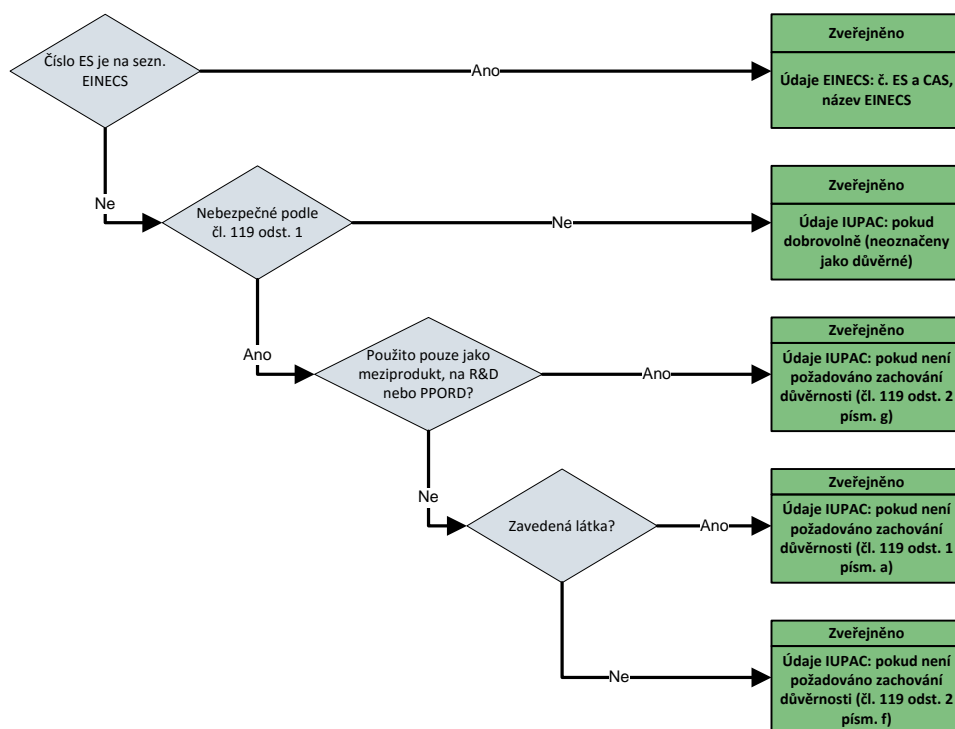 Číslo ES je na sezn.
EINECS
Ano
Zveřejněno
Údaje EINECS: č. ES a CAS,
název EINECS
Ne
Nebezpečné podle
čl. 119 odst. 1
Ne
Zveřejněno
Údaje IUPAC: pokud
dobrovolně (neoznačeny
jako důvěrné)
Ano
Použito pouze jako
meziprodukt, na R&D
nebo PPORD?
Ano
Zveřejněno
Údaje IUPAC: pokud není
požadováno zachování
důvěrnosti (čl. 119 odst. 2
písm. g)
Ne
Zavedená látka?
Ano
Zveřejněno
Údaje IUPAC: pokud není
požadováno zachování
důvěrnosti (čl. 119 odst. 1
písm. a)
Ne
Zveřejněno
Údaje IUPAC: pokud není
požadováno zachování
důvěrnosti (čl. 119 odst. 2
písm. f)